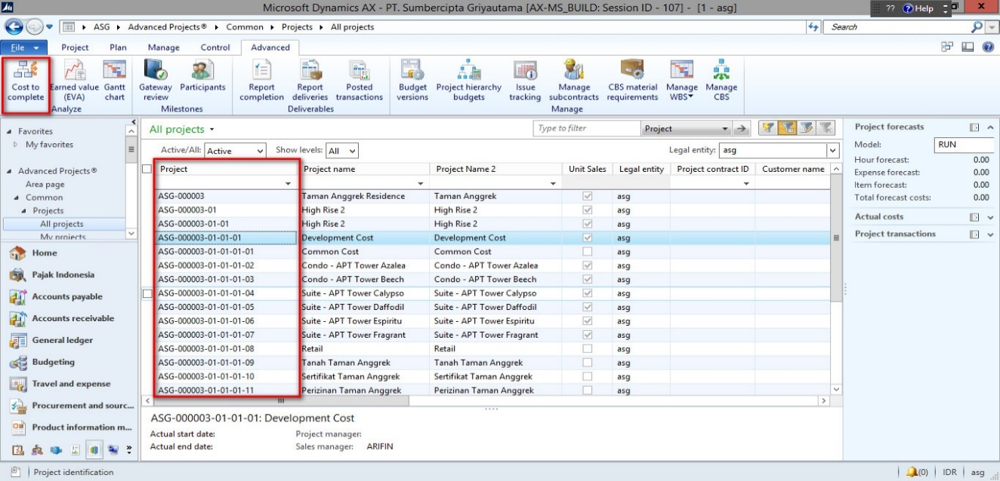 Microsoft Dynamics AX - PT. Sumbercipta Griyautama [AX-MS_BUILD: Session ID - 107] - [1 - asg]
?? Help
ASG Advanced Projects® Common Projects All projects
Search
File Project Plan Manage Control Advanced
Cost to complete
Earned value (EVA)
Gantt chart
Gateway review
Participants
Report completion
Report deliveries
Posted transactions
Budget versions
Project hierarchy budgets
Issue tracking
Manage subcontracts
CBS material requirements
Manage WBS
Manage CBS
Analyze Milestones Deliverables Manage
Favorites
My favorites
Advanced Projects®
Area page
Common
Projects
All projects
My projects
Home
Pajak Indonesia
Accounts payable
Accounts receivable
General ledger
Budgeting
Travel and expense
Procurement and sourc...
Product information m...
All projects
Type to filter
Project
Active/All: Active Show levels: All
Legal entity: asg
Project Project name Project Name 2 Unit Sales Legal entity Project contract ID Customer name
ASG-000003 Taman Anggrek Residence Taman Anggrek asg
ASG-000003-01 High Rise 2 High Rise 2 asg
ASG-000003-01-01 High Rise 2 High Rise 2 asg
ASG-000003-01-01-01 Development Cost Development Cost asg
ASG-000003-01-01-01-01 Common Cost Common Cost asg
ASG-000003-01-01-01-02 Condo - APT Tower Azalea Condo - APT Tower Azalea asg
ASG-000003-01-01-01-03 Condo - APT Tower Beech Condo - APT Tower Beech asg
ASG-000003-01-01-01-04 Suite - APT Tower Calypso Suite - APT Tower Calypso asg
ASG-000003-01-01-01-05 Suite - APT Tower Daffodil Suite - APT Tower Daffodil asg
ASG-000003-01-01-01-06 Suite - APT Tower Espiritu Suite - APT Tower Espiritu asg
ASG-000003-01-01-01-07 Suite - APT Tower Fragrant Suite - APT Tower Fragrant asg
ASG-000003-01-01-01-08 Retail Retail asg
ASG-000003-01-01-01-09 Tanah Taman Anggrek Tanah Taman Anggrek asg
ASG-000003-01-01-01-10 Sertifikat Taman Anggrek Sertifikat Taman Anggrek asg
ASG-000003-01-01-01-11 Perizinan Taman Anggrek Perizinan Taman Anggrek asg
ASG-000003-01-01-01: Development Cost
Actual start date: Project manager:
Actual end date: Sales manager: ARIFIN
Project forecasts
Model: RUN
Hour forecast: 0.00
Expense forecast: 0.00
Item forecast: 0.00
Total forecast costs: 0.00
Actual costs
Project transactions
Project identification
(0) IDR asg